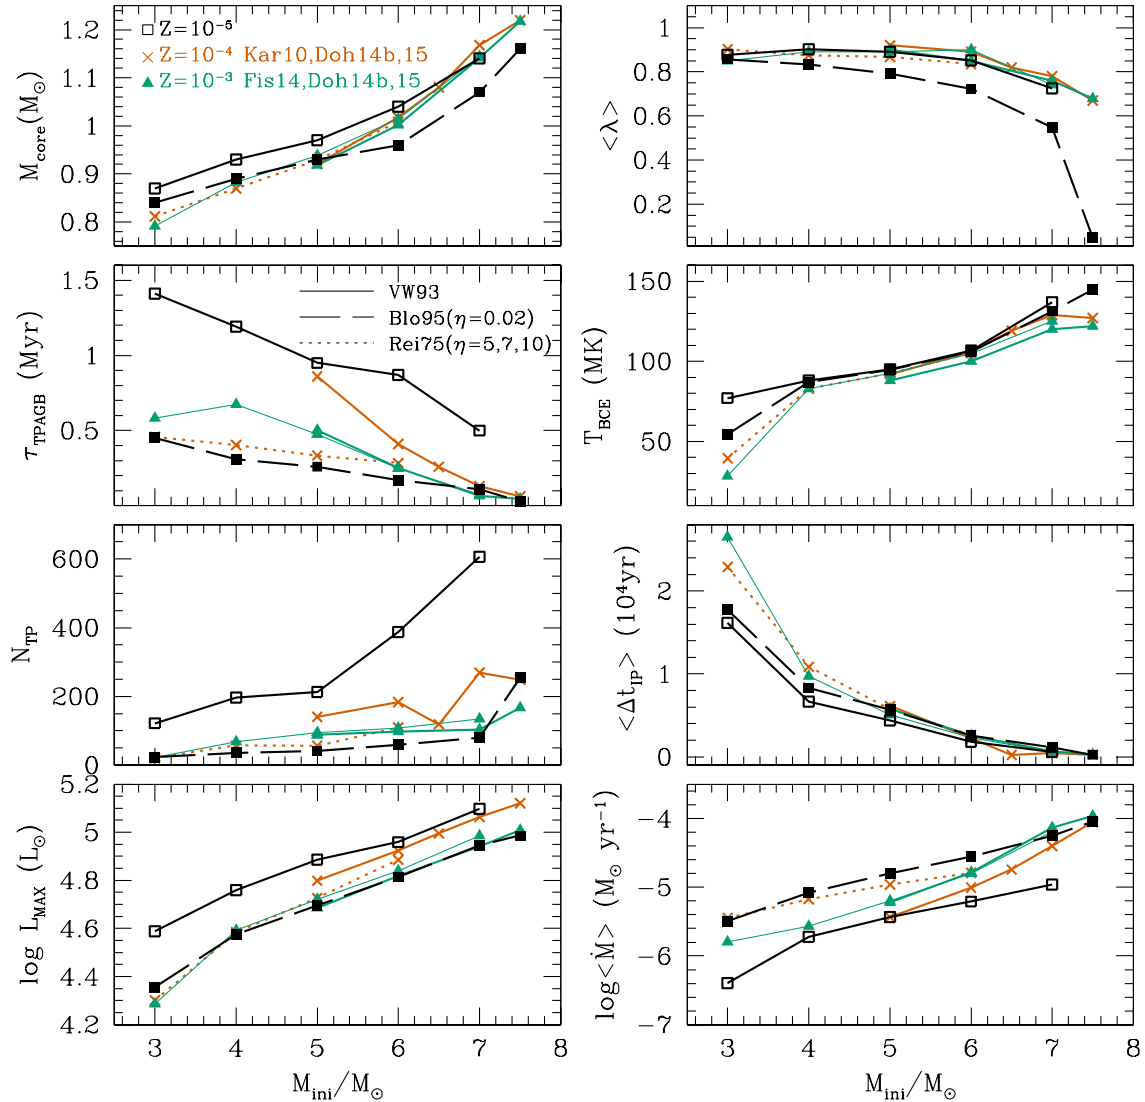 1.2
1.1
1
0.9
0.8
M_core(M_⊙)
Z=10⁻⁵
Z=10⁻⁴ Kar10,Doh14b,15
Z=10⁻³ Fis14,Doh14b,15
1
0.8
0.6
0.4
0.2
<λ>
1.5
1
0.5
τ_TPAGB (Myr)
VW93
Blo95(η=0.02)
Rei75(η=5,7,10)
150
100
50
T_BCE (MK)
600
400
200
0
N_TP
2
1
0
<Δt_IP> (10⁴yr)
5.2
5
4.8
4.6
4.4
4.2
log L_MAX (L_⊙)
3 4 5 6 7 8
M_ini/M_⊙
-4
-5
-6
-7
log<Ṁ> (M_⊙ yr⁻¹)
3 4 5 6 7 8
M_ini/M_⊙